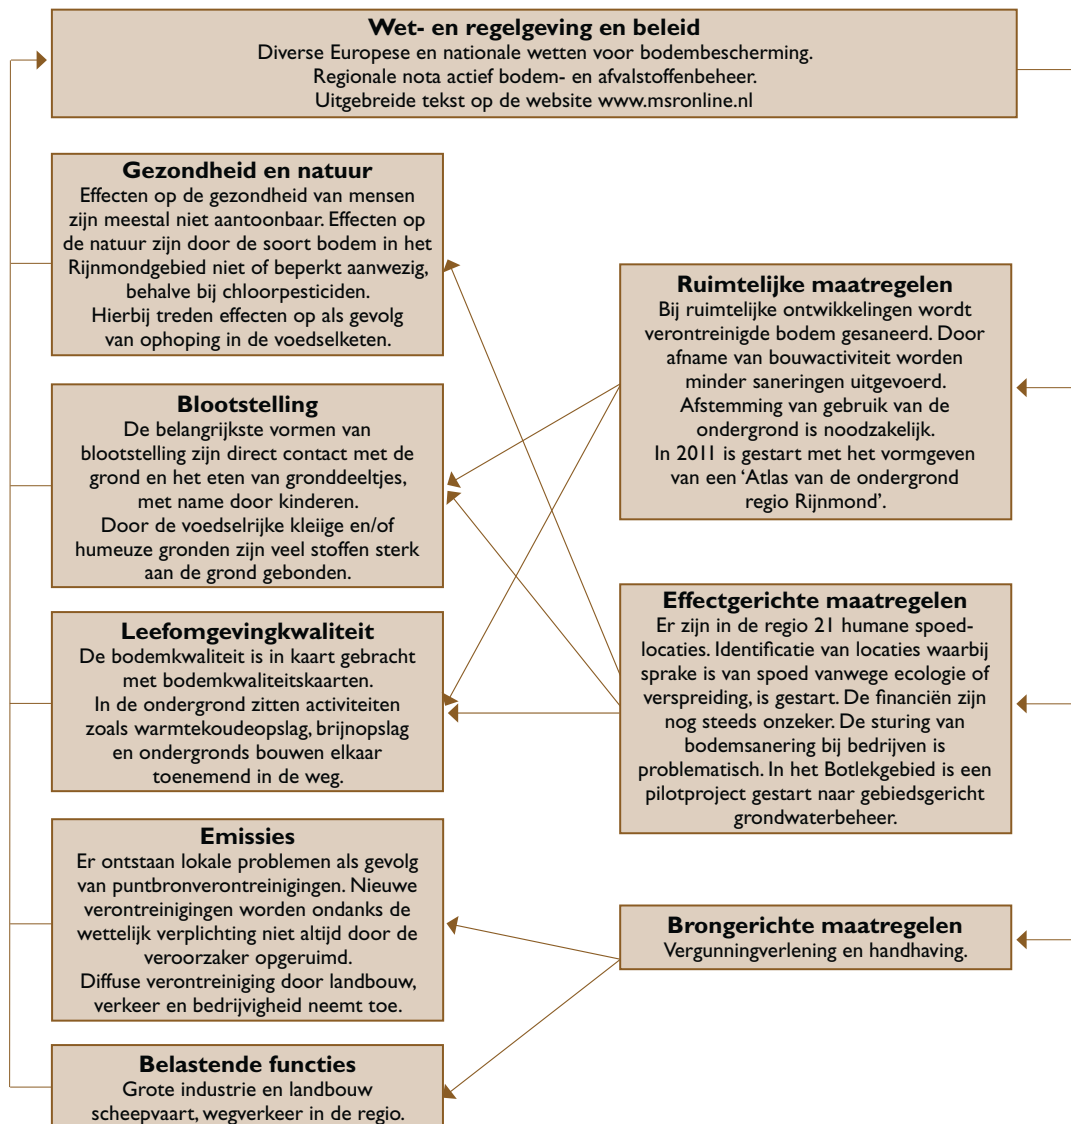 Wet- en regelgeving en beleid
Diverse Europese en nationale wetten voor bodembescherming.
Regionale nota actief bodem- en afvalstoffenbeheer.
Uitgebreide tekst op de website www.msronline.nl
Gezondheid en natuur
Effecten op de gezondheid van mensen
zijn meestal niet aantoonbaar. Effecten op
de natuur zijn door de soort bodem in het
Rijnmondgebied niet of beperkt aanwezig,
behalve bij chloorpesticiden.
Hierbij treden effecten op als gevolg
van ophoping in de voedselketen.
Blootstelling
De belangrijkste vormen van
blootstelling zijn direct contact met de
grond en het eten van gronddeeltjes,
met name door kinderen.
Door de voedselrijke kleiige en/of
humeuze gronden zijn veel stoffen sterk
aan de grond gebonden.
Leefomgevingkwaliteit
De bodemkwaliteit is in kaart gebracht
met bodemkwaliteitskaarten.
In de ondergrond zitten activiteiten
zoals warmtekoudeopslag, brijnopslag
en ondergronds bouwen elkaar
toenemend in de weg.
Emissies
Er ontstaan lokale problemen als gevolg
van puntbronverontreinigingen. Nieuwe
verontreinigingen worden ondanks de
wettelijk verplichting niet altijd door de
veroorzaker opgeruimd.
Diffuse verontreiniging door landbouw,
verkeer en bedrijvigheid neemt toe.
Belastende functies
Grote industrie en landbouw
scheepvaart, wegverkeer in de regio.
Ruimtelijke maatregelen
Bij ruimtelijke ontwikkelingen wordt
verontreinigde bodem gesaneerd. Door
afname van bouwactiviteit worden
minder saneringen uitgevoerd.
Afstemming van gebruik van de
ondergrond is noodzakelijk.
In 2011 is gestart met het vormgeven
van een ‘Atlas van de ondergrond
regio Rijnmond’.
Effectgerichte maatregelen
Er zijn in de regio 21 humane spoed-
locaties. Identificatie van locaties waarbij
sprake is van spoed vanwege ecologie of
verspreiding, is gestart. De financiën zijn
nog steeds onzeker. De sturing van
bodemsanering bij bedrijven is
problematisch. In het Botlekgebied is een
pilotproject gestart naar gebiedsgericht
grondwaterbeheer.
Brongerichte maatregelen
Vergunningverlening en handhaving.